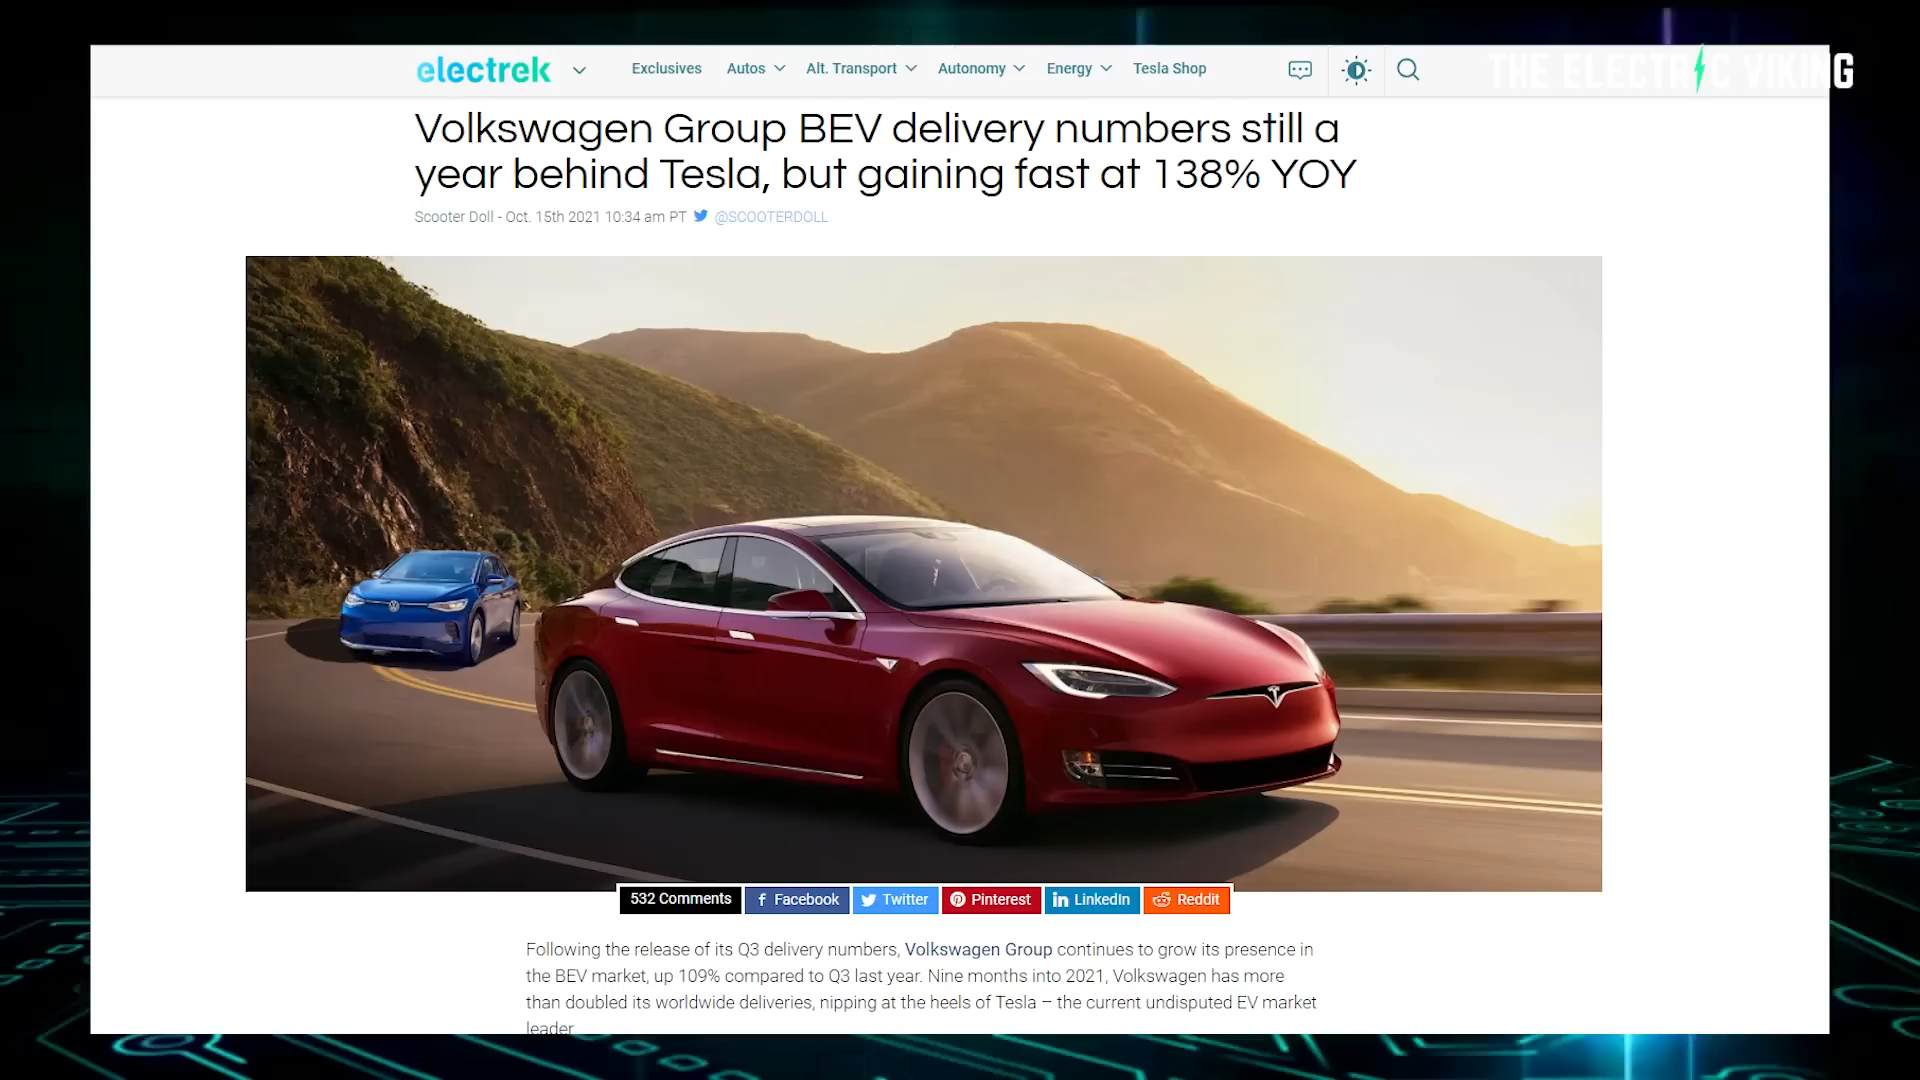 electrek
Exclusives Autos Alt. Transport Autonomy Energy Tesla Shop
THE ELECTRIC VIKING
Volkswagen Group BEV delivery numbers still a
year behind Tesla, but gaining fast at 138% YOY
Scooter Doll - Oct. 15th 2021 10:34 am PT @SCOOTERDOLL
532 Comments Facebook Twitter Pinterest LinkedIn Reddit
Following the release of its Q3 delivery numbers, Volkswagen Group continues to grow its presence in
the BEV market, up 109% compared to Q3 last year. Nine months into 2021, Volkswagen has more
than doubled its worldwide deliveries, nipping at the heels of Tesla – the current undisputed EV market
leader